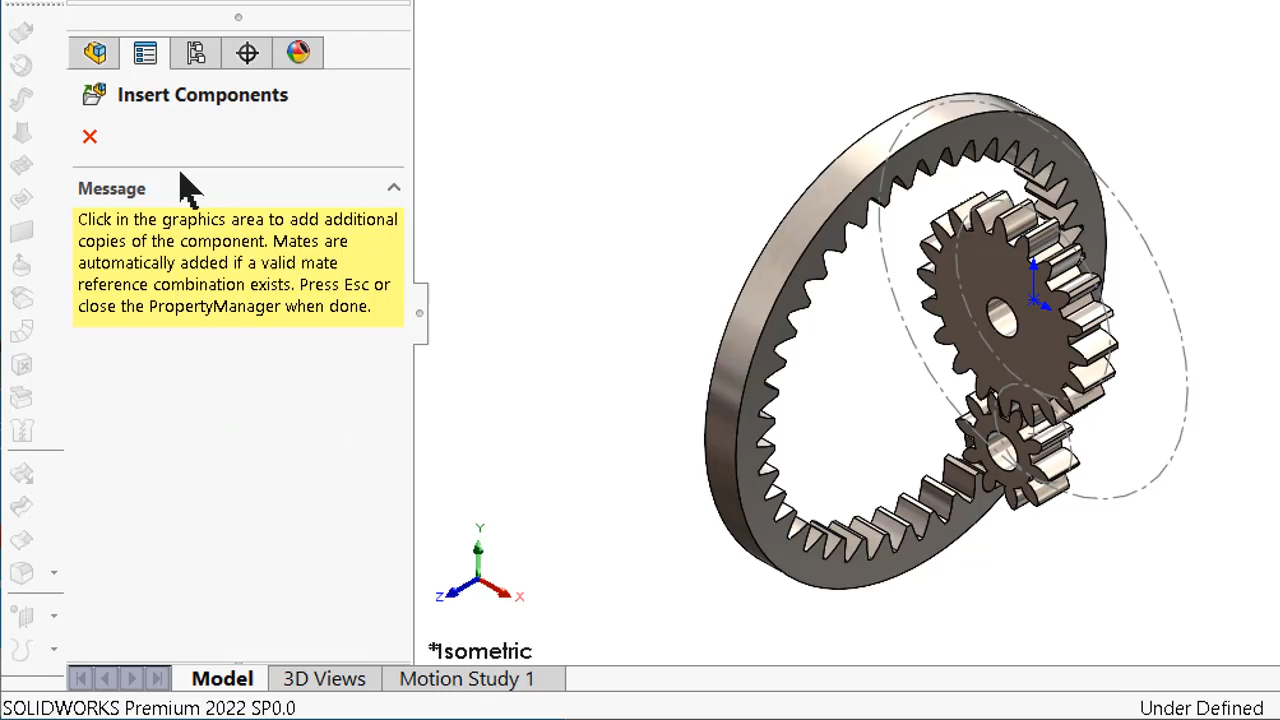 Insert Components
Message
Click in the graphics area to add additional
copies of the component. Mates are
automatically added if a valid mate
reference combination exists. Press Esc or
close the PropertyManager when done.
Y
Z
X
*Isometric
Model
3D Views
Motion Study 1
SOLIDWORKS Premium 2022 SP0.0
Under Defined